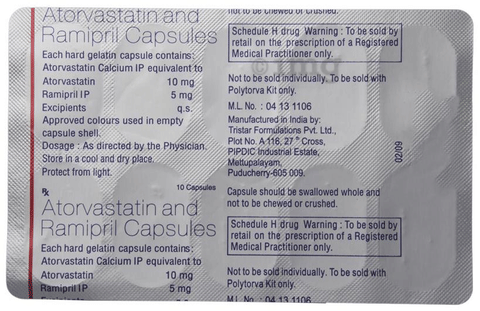 Atorvastatin and
Ramipril Capsules
Each hard gelatin capsule contains:
Atorvastatin Calcium IP equivalent to
Atorvastatin 10 mg
Ramipril IP 5 mg
Excipients q.s.
Approved colours used in empty
capsule shell.
Dosage : As directed by the Physician.
Store in a cool and dry place.
Protect from light.
10 Capsules
℞
Atorvastatin and
Ramipril Capsules
Each hard gelatin capsule contains:
Atorvastatin Calcium IP equivalent to
Atorvastatin 10 mg
Ramipril IP 5 mg
Excipients q.s.
not to be chewed or crushed.
Schedule H drug Warning : To be sold by
retail on the prescription of a Registered
Medical Practitioner only.
Not to be sold individually. To be sold with
Polytorva Kit only.
M.L. No. : 04 13 1106
Manufactured in India by:
Tristar Formulations Pvt. Ltd.,
Plot No. A 116, 27th Cross,
PIPDIC Industrial Estate,
Mettupalayam,
Puducherry-605 009.
Capsule should be swallowed whole and
not to be chewed or crushed.
Schedule H drug Warning : To be sold by
retail on the prescription of a Registered
Medical Practitioner only.
Not to be sold individually. To be sold with
Polytorva Kit only.
M.L. No. : 04 13 1106
02/09